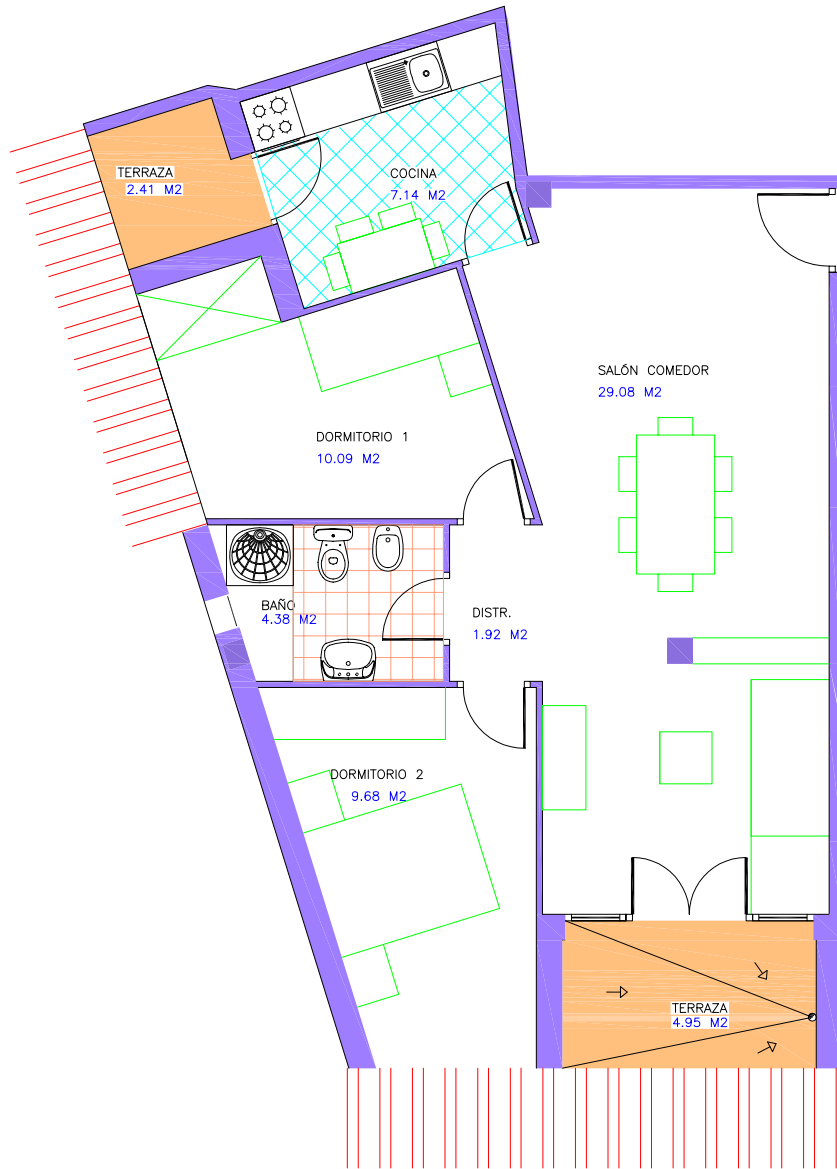 TERRAZA
2.41 M2
COCINA
7.14 M2
SALÓN COMEDOR
29.08 M2
DORMITORIO 1
10.09 M2
BAÑO
4.38 M2
DISTR.
1.92 M2
DORMITORIO 2
9.68 M2
TERRAZA
4.95 M2